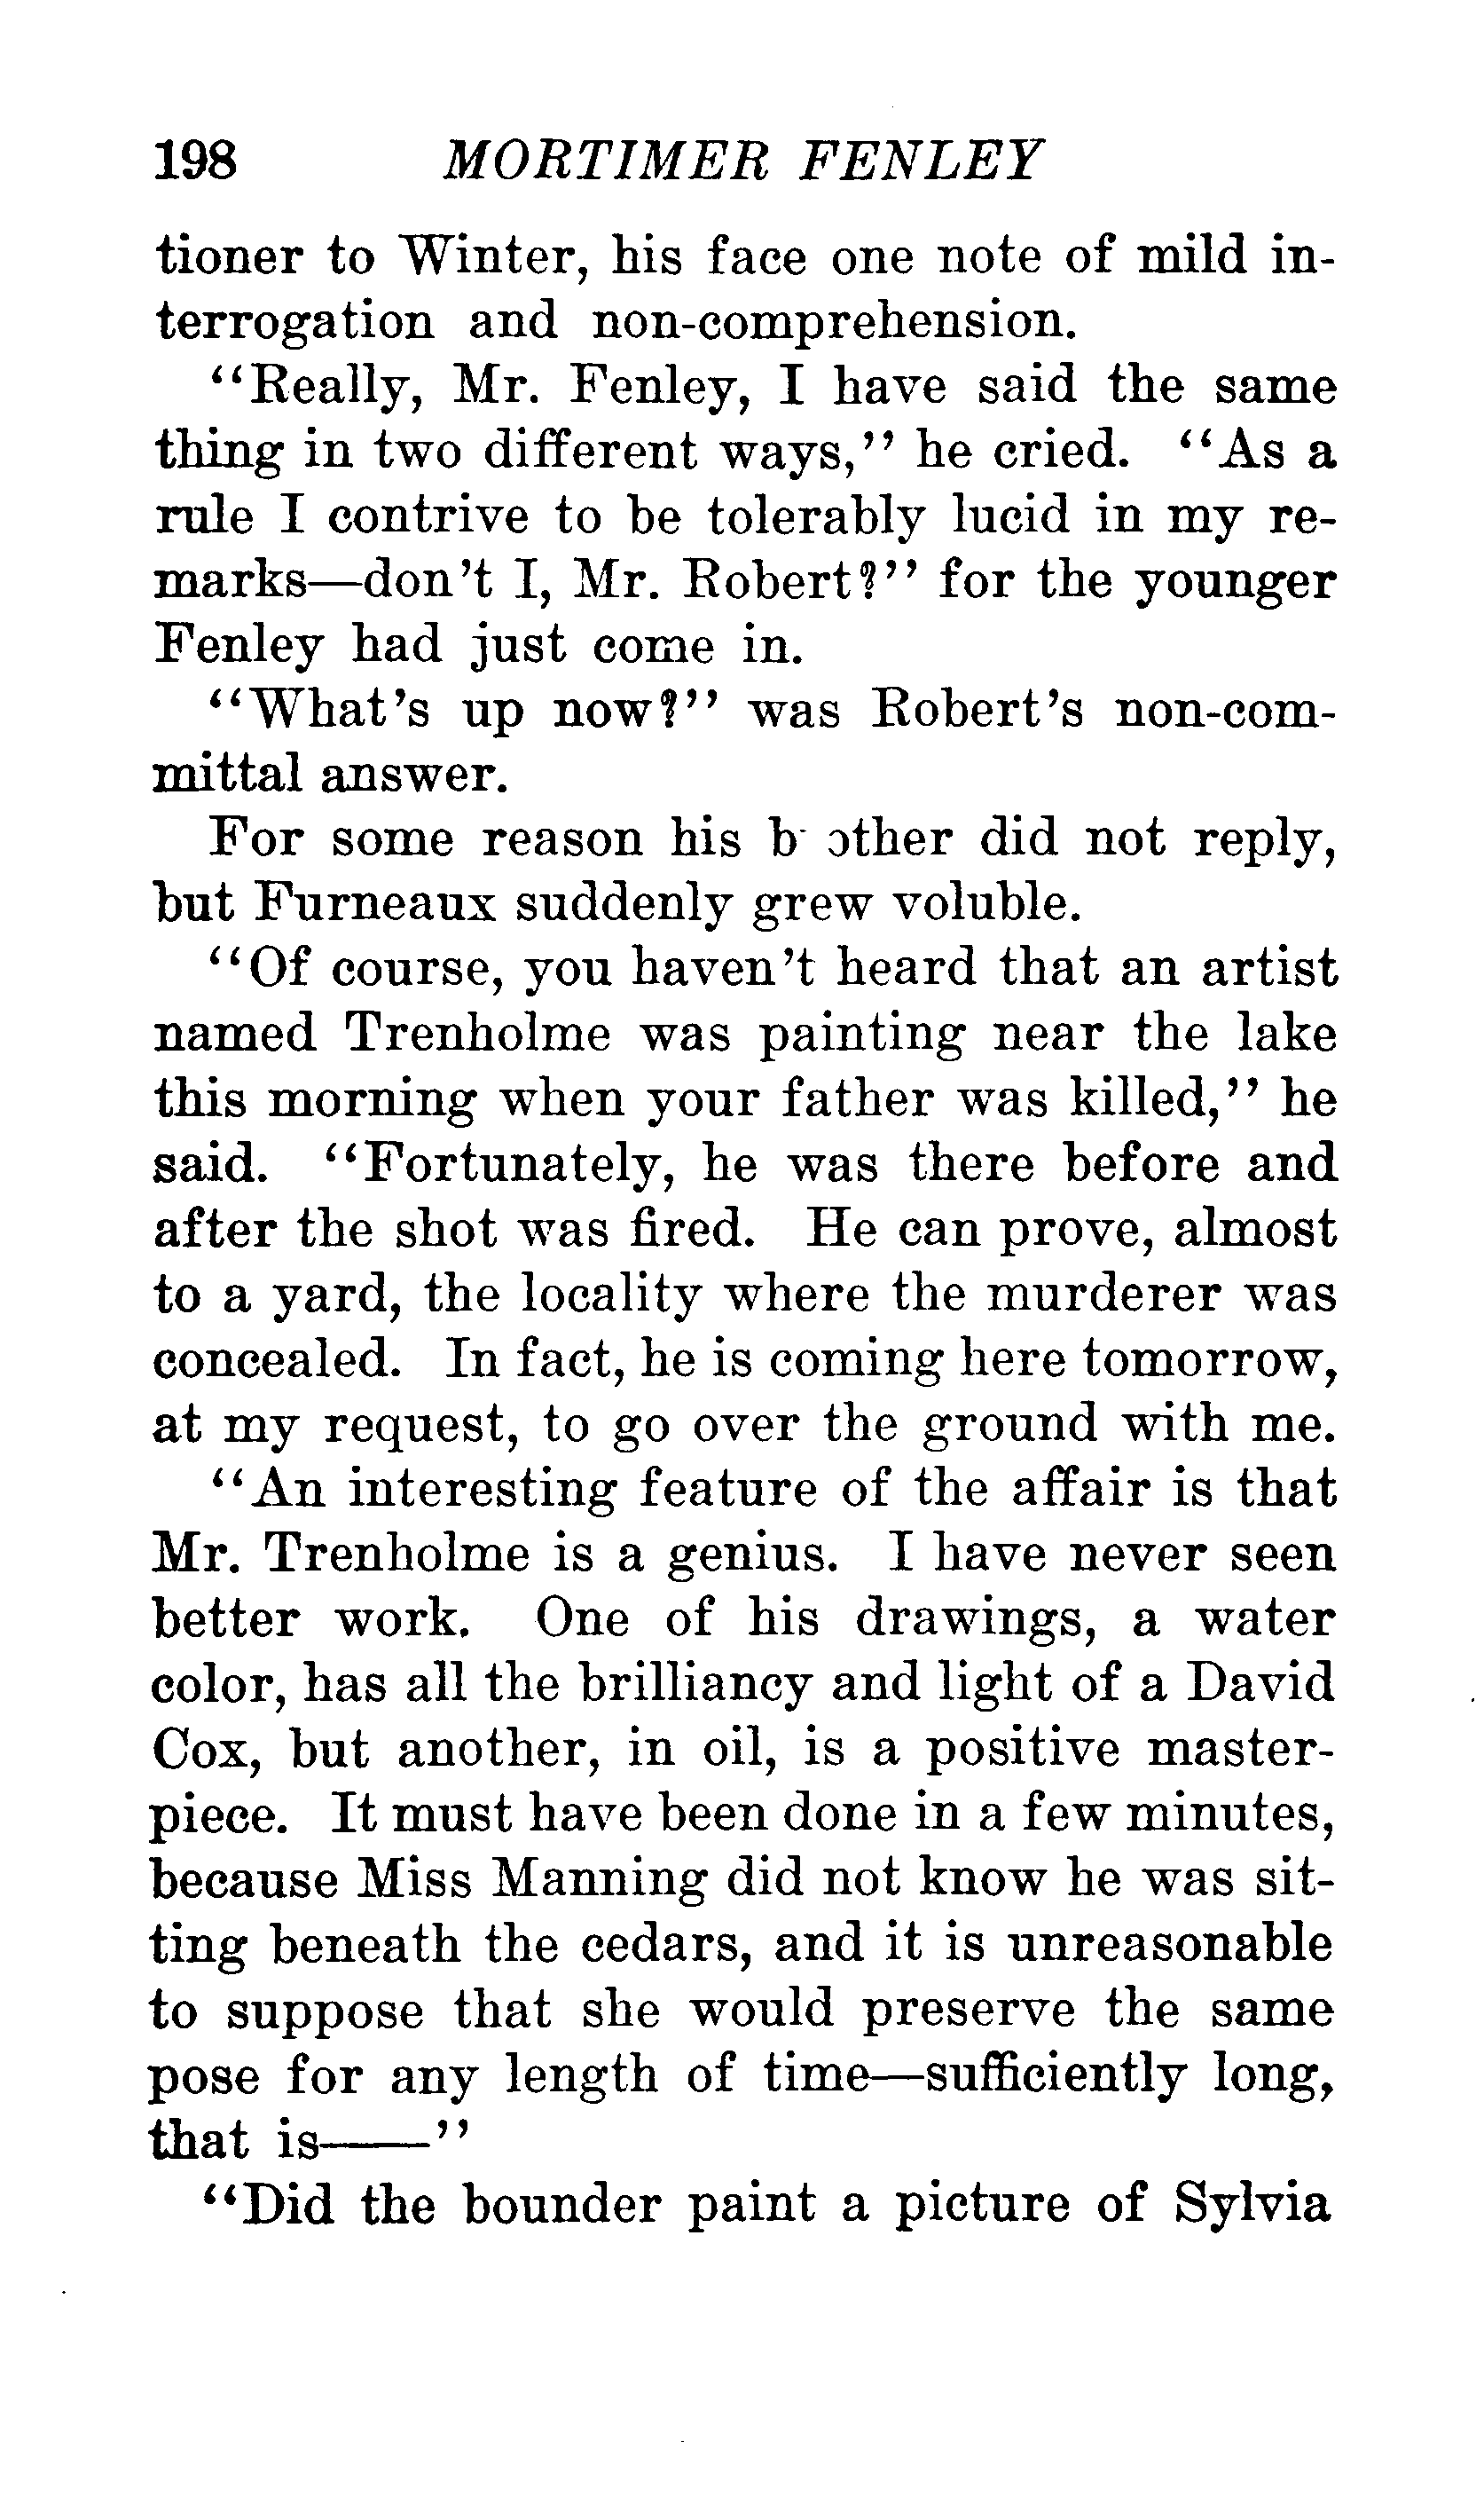 198 MORTIMER FENLEY
tioner to Winter, his face one note of mild in-
terrogation and non-comprehension.
"Really, Mr. Fenley, I have said the same
thing in two different ways," he cried. "As a
rule I contrive to be tolerably lucid in my re-
marks—don't I, Mr. Robert?" for the younger
Fenley had just come in.
"What's up now?" was Robert's non-com-
mittal answer.
For some reason his b other did not reply,
but Furneaux suddenly grew voluble.
"Of course, you haven't heard that an artist
named Trenholme was painting near the lake
this morning when your father was killed," he
said. "Fortunately, he was there before and
after the shot was fired. He can prove, almost
to a yard, the locality where the murderer was
concealed. In fact, he is coming here tomorrow,
at my request, to go over the ground with me.
"An interesting feature of the affair is that
Mr. Trenholme is a genius. I have never seen
better work. One of his drawings, a water
color, has all the brilliancy and light of a David
Cox, but another, in oil, is a positive master-
piece. It must have been done in a few minutes,
because Miss Manning did not know he was sit-
ting beneath the cedars, and it is unreasonable
to suppose that she would preserve the same
pose for any length of time—sufficiently long,
that is——"
"Did the bounder paint a picture of Sylvia